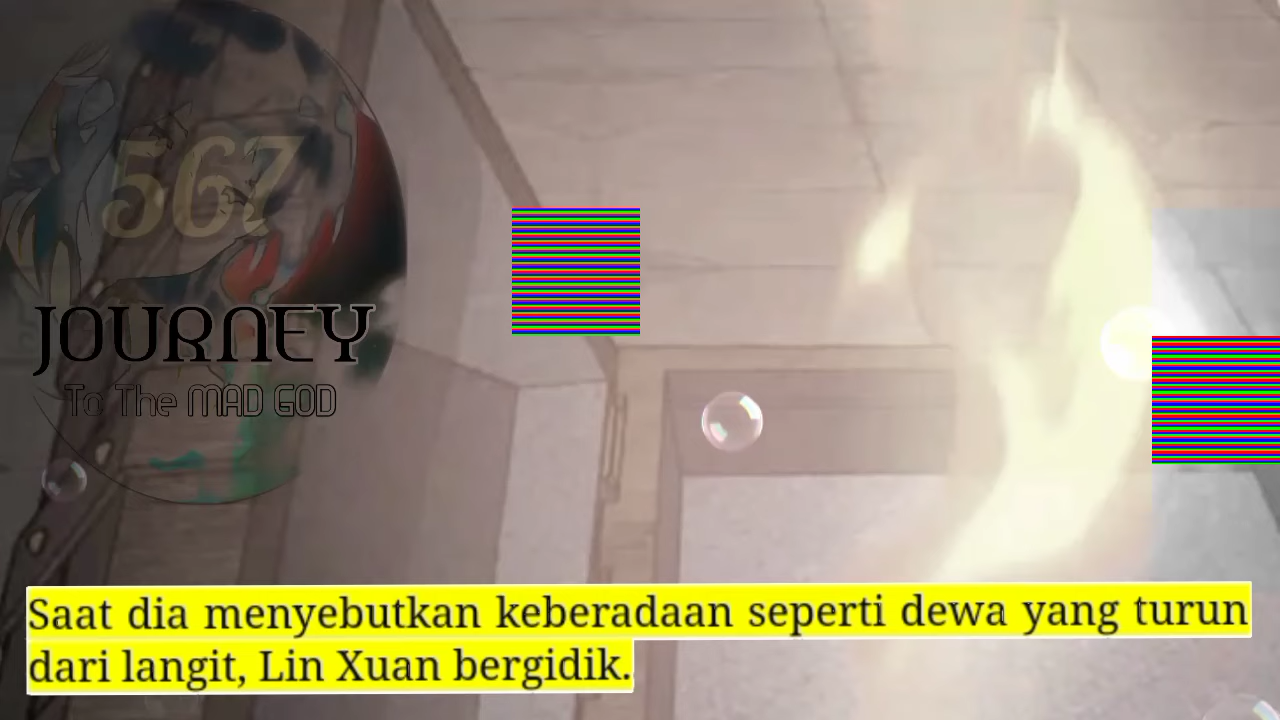 567
JOURNEY
To The MAD GOD
Saat dia menyebutkan keberadaan seperti dewa yang turun
dari langit, Lin Xuan bergidik.